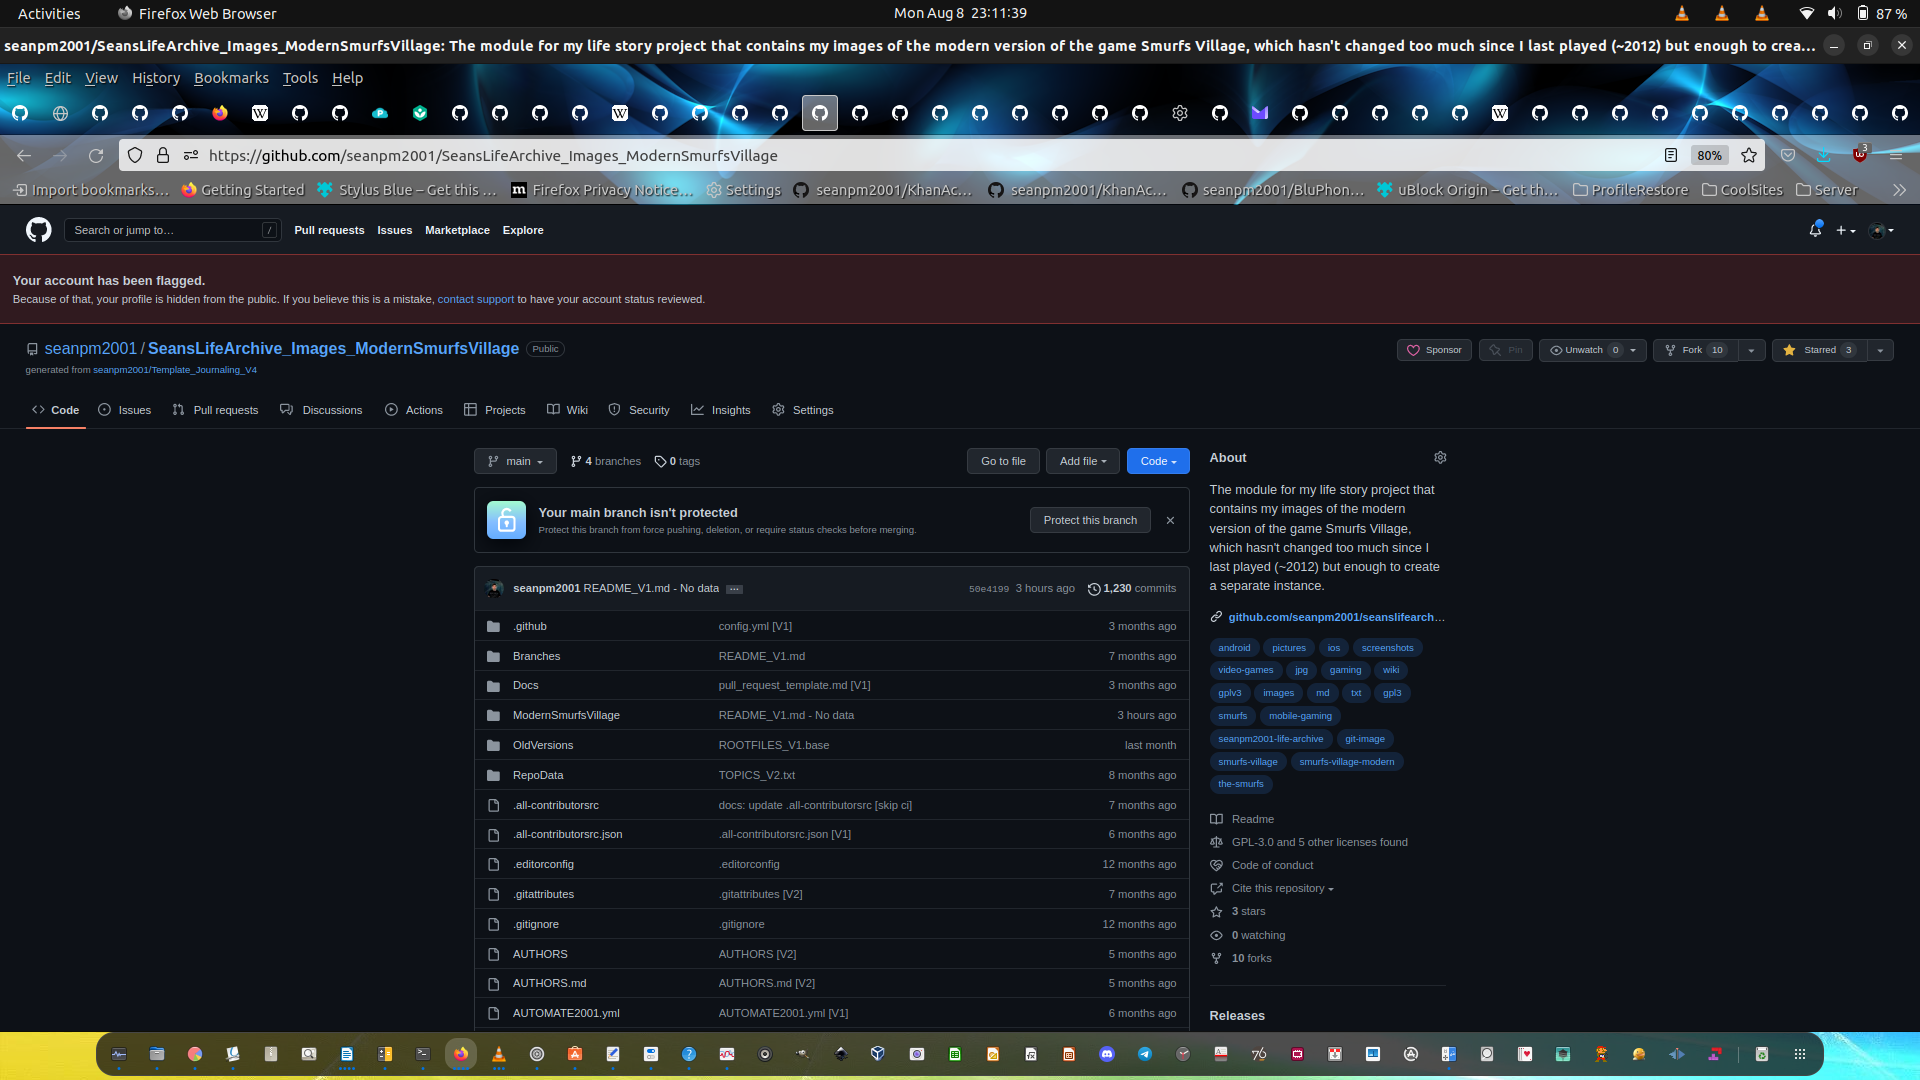 Activities
Firefox Web Browser
Mon Aug 8 23:11:39
87 %
seanpm2001/SeansLifeArchive_Images_ModernSmurfsVillage: The module for my life story project that contains my images of the modern version of the game Smurfs Village, which hasn't changed too much since I last played (~2012) but enough to crea…
File Edit View History Bookmarks Tools Help
https://github.com/seanpm2001/SeansLifeArchive_Images_ModernSmurfsVillage
80%
3
Import bookmarks… Getting Started Stylus Blue – Get this … Firefox Privacy Notice… Settings seanpm2001/KhanAc… seanpm2001/KhanAc… seanpm2001/BluPhon… uBlock Origin – Get th… ProfileRestore CoolSites Server
Search or jump to… / Pull requests Issues Marketplace Explore
Your account has been flagged.
Because of that, your profile is hidden from the public. If you believe this is a mistake, contact support to have your account status reviewed.
seanpm2001 / SeansLifeArchive_Images_ModernSmurfsVillage Public
Sponsor Pin Unwatch 0 Fork 10 Starred 3
generated from seanpm2001/Template_Journaling_V4
Code Issues Pull requests Discussions Actions Projects Wiki Security Insights Settings
main 4 branches 0 tags Go to file Add file Code
Your main branch isn't protected
Protect this branch from force pushing, deletion, or require status checks before merging.
Protect this branch
seanpm2001 README_V1.md - No data … 50e4199 3 hours ago 1,230 commits
.github config.yml [V1] 3 months ago
Branches README_V1.md 7 months ago
Docs pull_request_template.md [V1] 3 months ago
ModernSmurfsVillage README_V1.md - No data 3 hours ago
OldVersions ROOTFILES_V1.base last month
RepoData TOPICS_V2.txt 8 months ago
.all-contributorsrc docs: update .all-contributorsrc [skip ci] 7 months ago
.all-contributorsrc.json .all-contributorsrc.json [V1] 6 months ago
.editorconfig .editorconfig 12 months ago
.gitattributes .gitattributes [V2] 7 months ago
.gitignore .gitignore 12 months ago
AUTHORS AUTHORS [V2] 5 months ago
AUTHORS.md AUTHORS.md [V2] 5 months ago
AUTOMATE2001.yml AUTOMATE2001.yml [V1] 6 months ago
About
The module for my life story project that
contains my images of the modern
version of the game Smurfs Village,
which hasn't changed too much since I
last played (~2012) but enough to create
a separate instance.
github.com/seanpm2001/seanslifearch…
android pictures ios screenshots
video-games jpg gaming wiki
gplv3 images md txt gpl3
smurfs mobile-gaming
seanpm2001-life-archive git-image
smurfs-village smurfs-village-modern
the-smurfs
Readme
GPL-3.0 and 5 other licenses found
Code of conduct
Cite this repository
3 stars
0 watching
10 forks
Releases